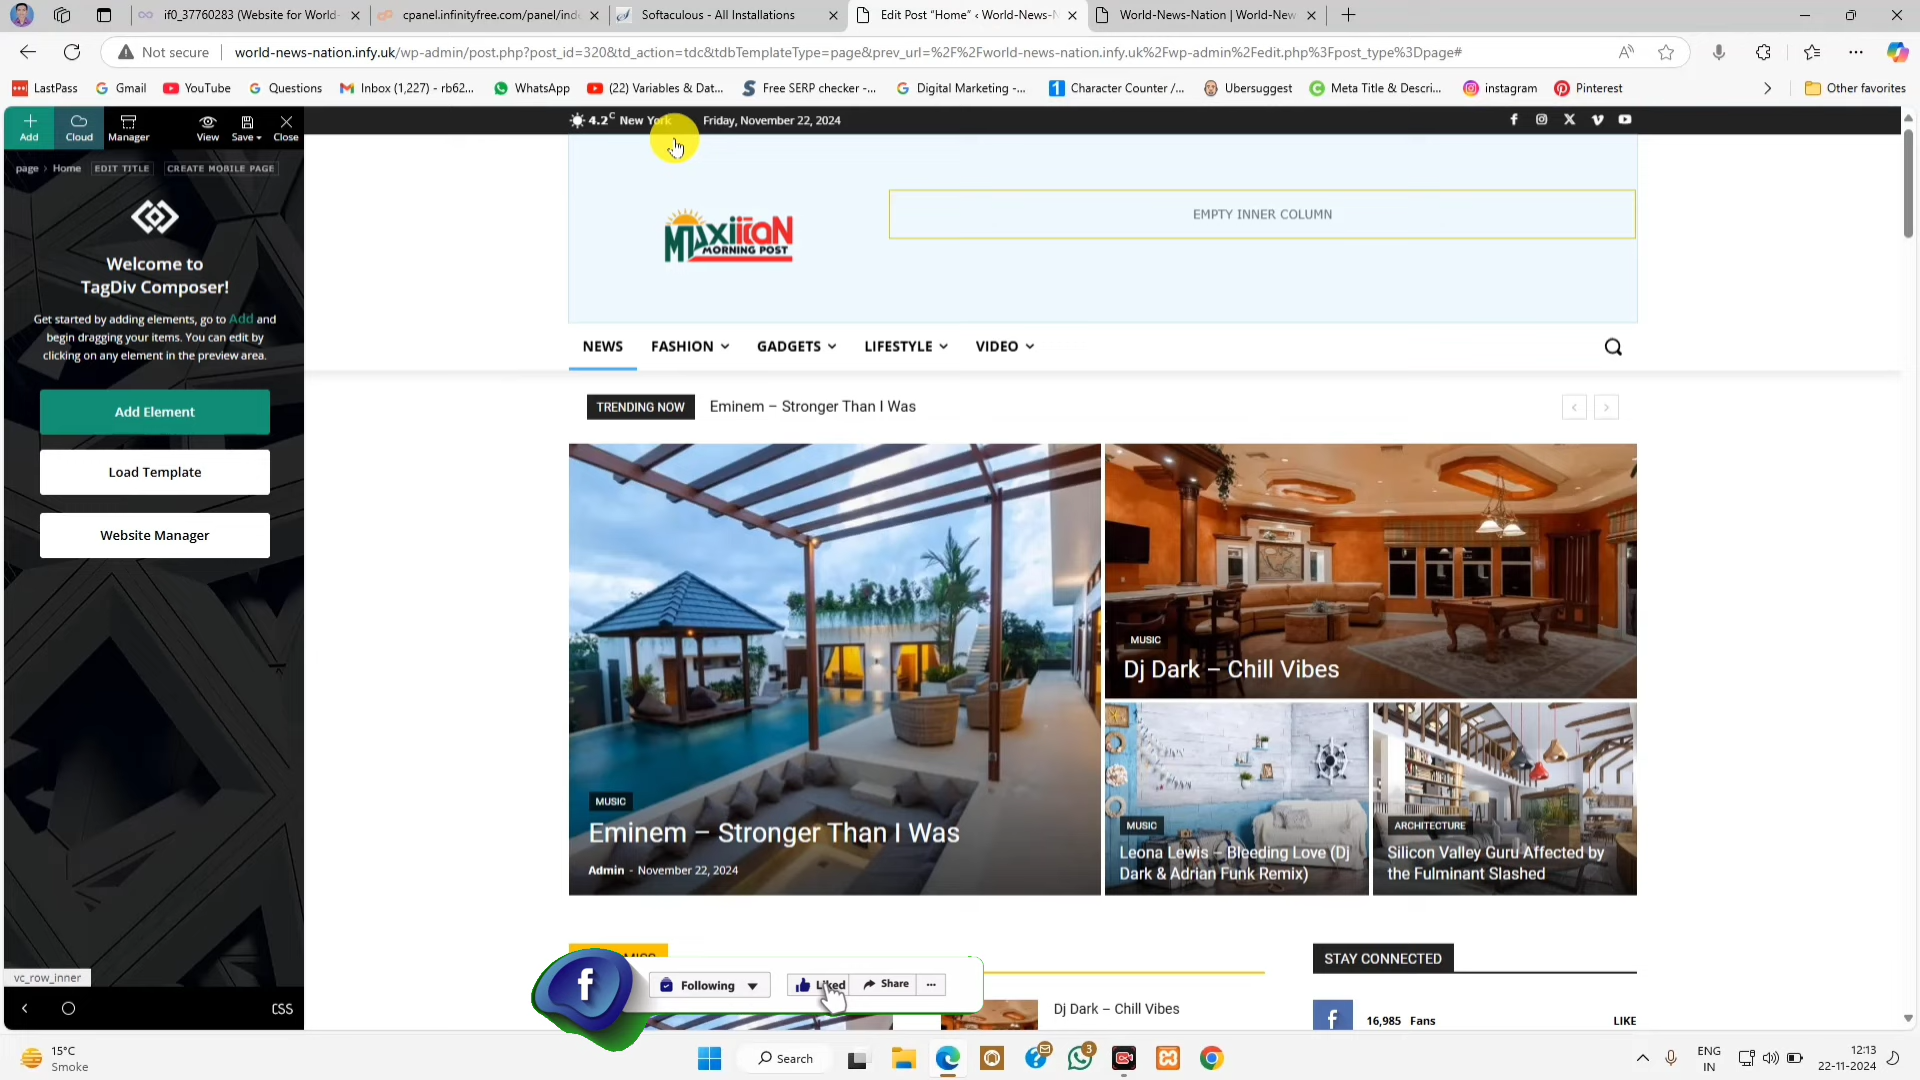 if0_37760283 (Website for World-
cpanel.infinityfree.com/panel/ind
Softaculous - All Installations
Edit Post “Home” ‹ World-News-N
World-News-Nation | World-New
Not secure
world-news-nation.infy.uk/wp-admin/post.php?post_id=320&td_action=tdc&tdbTemplateType=page&prev_url=%2F%2Fworld-news-nation.infy.uk%2Fwp-admin%2Fedit.php%3Fpost_type%3Dpage#
LastPass
Gmail
YouTube
Questions
Inbox (1,227) - rb62...
WhatsApp
(22) Variables & Dat...
Free SERP checker -...
Digital Marketing -...
Character Counter /...
Ubersuggest
Meta Title & Descri...
instagram
Pinterest
Other favorites
Add
Cloud
Manager
View
Save
Close
4.2 C New York
Friday, November 22, 2024
page › Home
EDIT TITLE
CREATE MOBILE PAGE
EMPTY INNER COLUMN
MAXIICAN
MORNING POST
Welcome to
TagDiv Composer!
Get started by adding elements, go to Add and
begin dragging your items. You can edit by
clicking on any element in the preview area.
Add Element
Load Template
Website Manager
NEWS
FASHION
GADGETS
LIFESTYLE
VIDEO
TRENDING NOW
Eminem – Stronger Than I Was
MUSIC
Dj Dark – Chill Vibes
MUSIC
Eminem – Stronger Than I Was
Admin - November 22, 2024
MUSIC
Leona Lewis – Bleeding Love (Dj
Dark & Adrian Funk Remix)
ARCHITECTURE
Silicon Valley Guru Affected by
the Fulminant Slashed
STAY CONNECTED
f
Following
Liked
Share
Dj Dark – Chill Vibes
16,985 Fans
LIKE
vc_row_inner
CSS
15°C
Smoke
Search
3
ENG
IN
12:13
22-11-2024